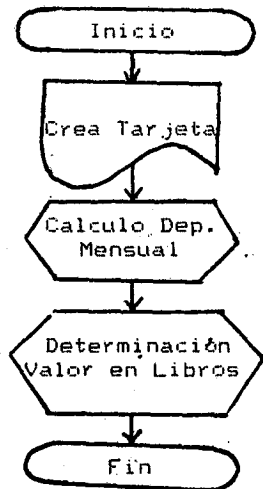 Inicio
Crea Tarjeta
Calculo Dep.
Mensual
Determinación
Valor en Libros
Fin